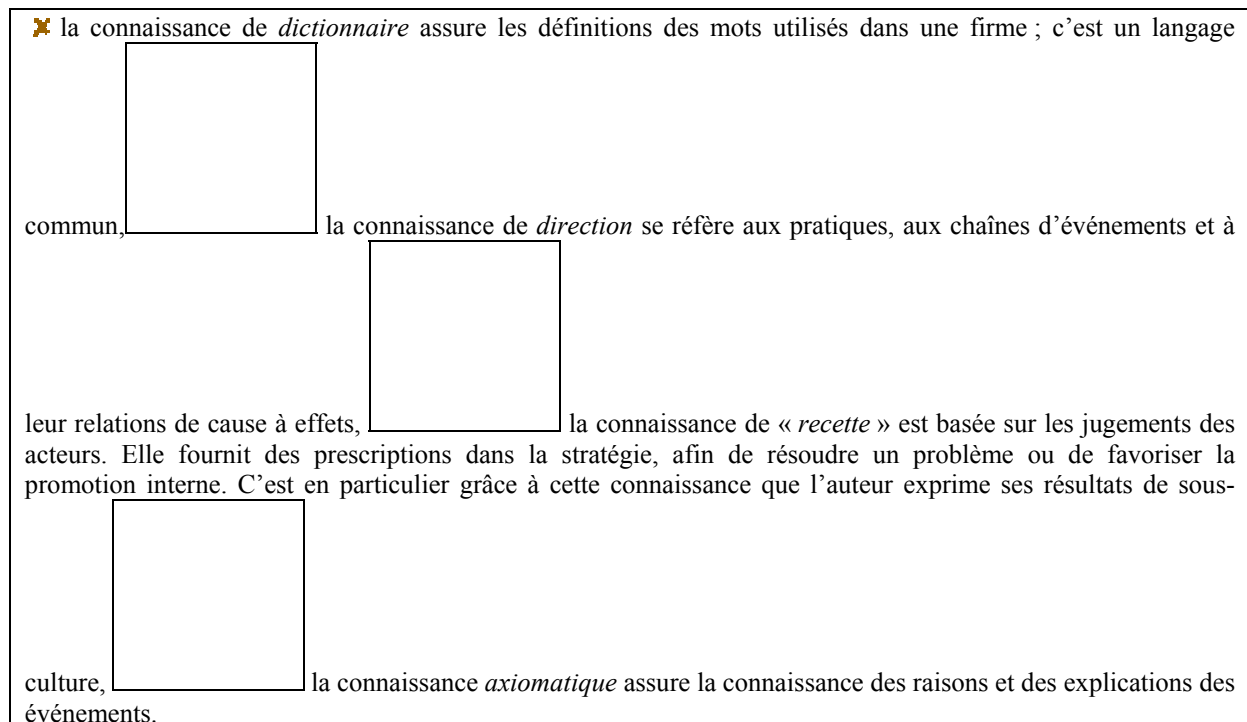 la connaissance de dictionnaire assure les définitions des mots utilisés dans une firme ; c’est un langage
commun, la connaissance de direction se réfère aux pratiques, aux chaînes d’événements et à
leur relations de cause à effets, la connaissance de « recette » est basée sur les jugements des
acteurs. Elle fournit des prescriptions dans la stratégie, afin de résoudre un problème ou de favoriser la
promotion interne. C’est en particulier grâce à cette connaissance que l’auteur exprime ses résultats de sous-
culture, la connaissance axiomatique assure la connaissance des raisons et des explications des
événements.